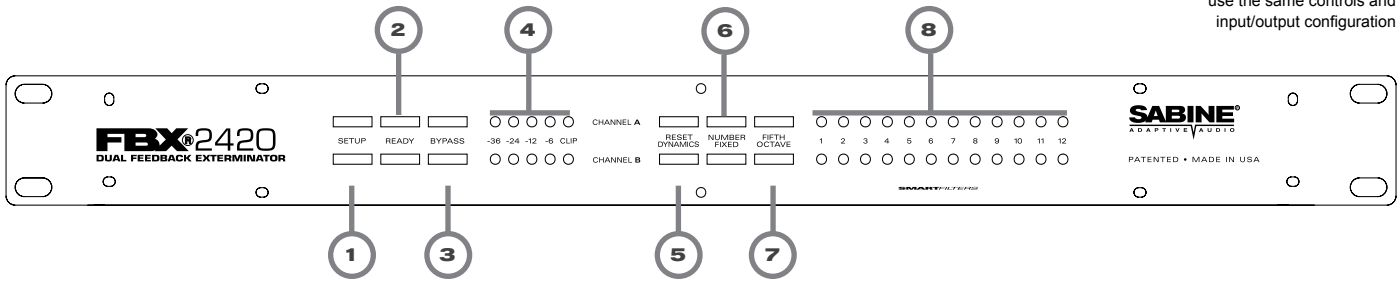 use the same controls and
input/output configuration
2 4 6 8
FBX®2420
DUAL FEEDBACK EXTERMINATOR
SETUP READY BYPASS
-36 -24 -12 -6 CLIP
CHANNEL A
CHANNEL B
RESET DYNAMICS
NUMBER FIXED
FIFTH OCTAVE
1 2 3 4 5 6 7 8 9 10 11 12
SMARTFILTERS
SABINE®
ADAPTIVE AUDIO
PATENTED • MADE IN USA
1 3 5 7